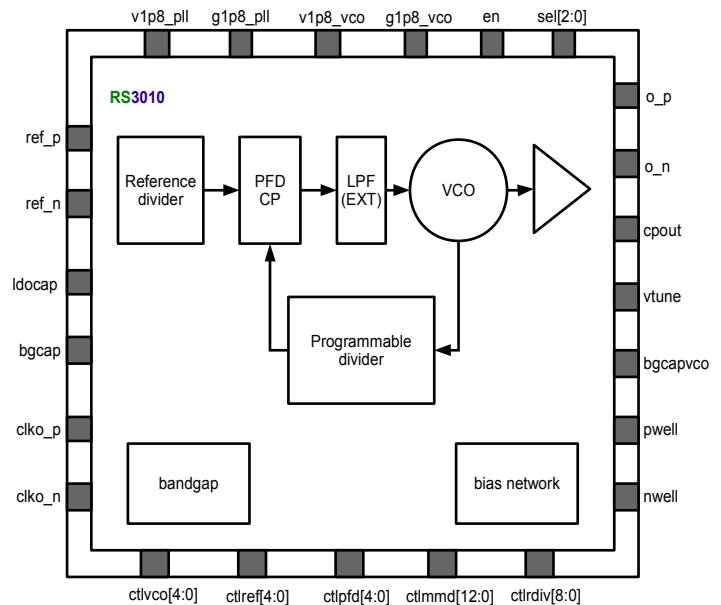 v1p8_pll g1p8_pll v1p8_vco g1p8_vco en sel[2:0]
RS3010
o_p
ref_p
o_n
Reference divider
PFD CP
LPF (EXT)
VCO
ref_n
cpout
ldocap
vtune
Programmable divider
bgcap
bgcapvco
clko_p
pwell
bandgap
bias network
clko_n
nwell
ctlvco[4:0] ctlref[4:0] ctlpfd[4:0] ctlmmd[12:0] ctlrdiv[8:0]